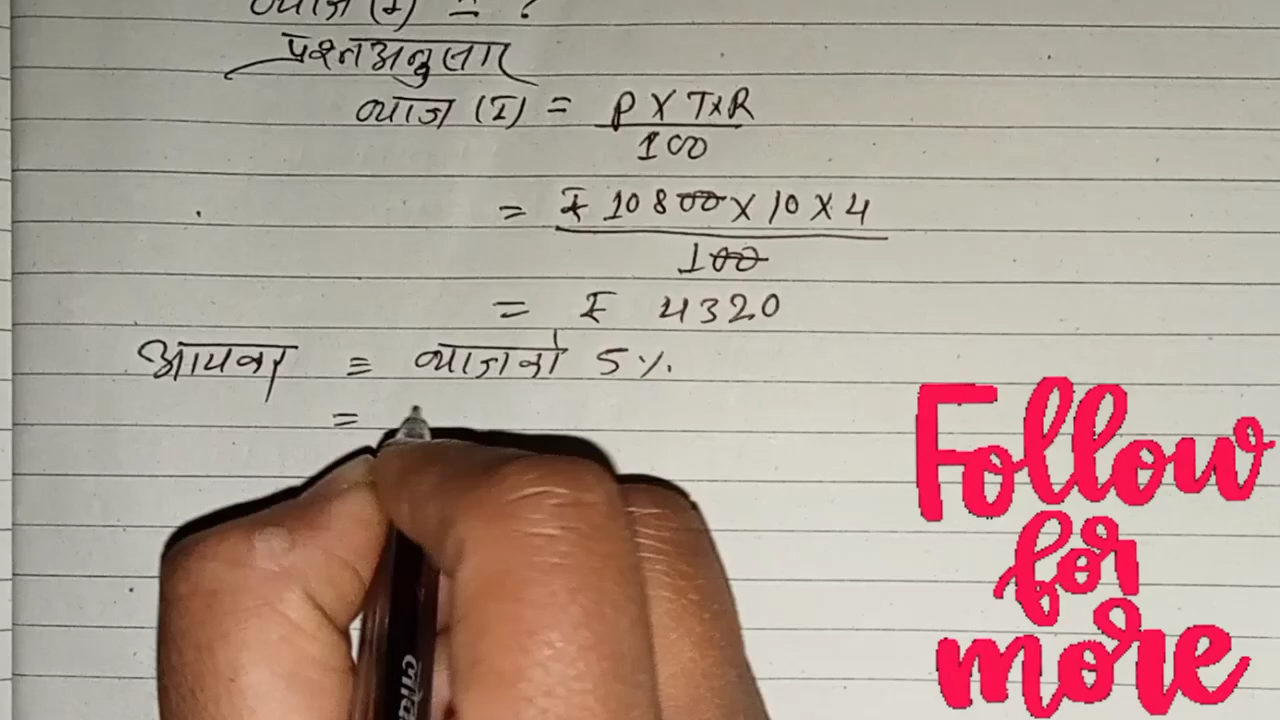 ब्याज (I) = ?
प्रश्नअनुसार
ब्याज (I) = P X T x R
100
= ₹ 10800 X 10 X 4
100
= ₹ 4320
आयकर = ब्याजको 5%.
=
Follow
for
more